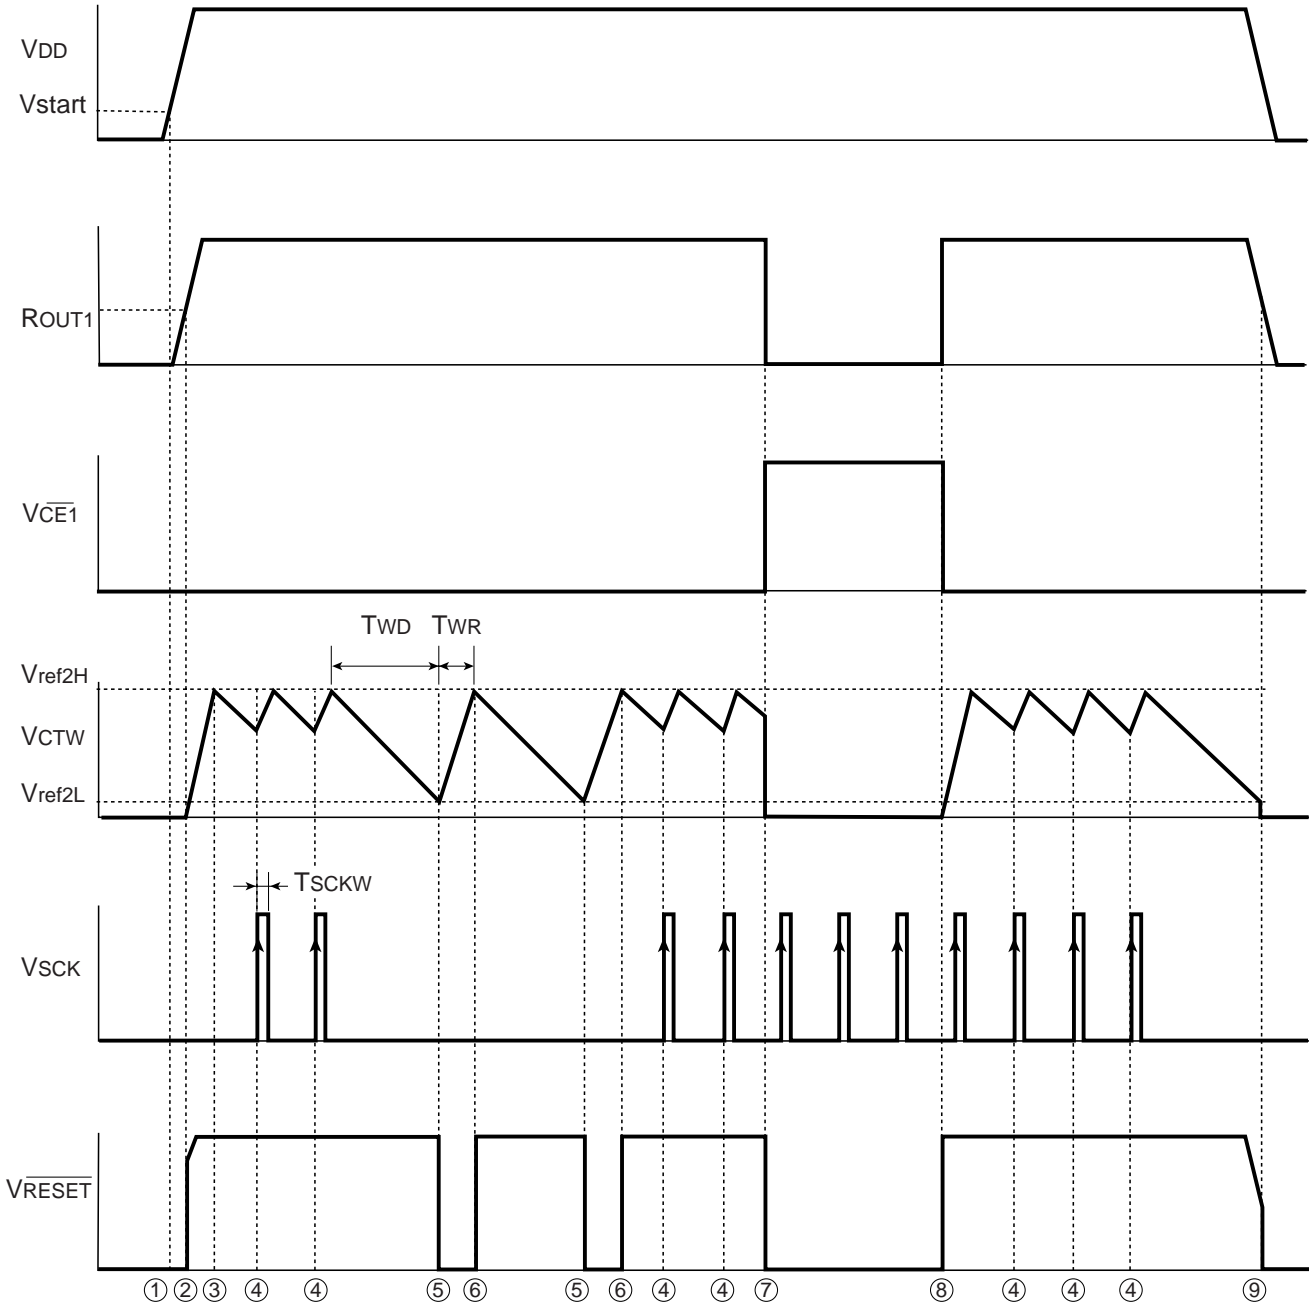 VDD
Vstart
ROUT1
VCE1
TWD TWR
Vref2H
VCTW
Vref2L
TSCKW
VSCK
VRESET
① ② ③ ④ ④ ⑤ ⑥ ⑤ ⑥ ④ ④ ⑦ ⑧ ④ ④ ④ ⑨